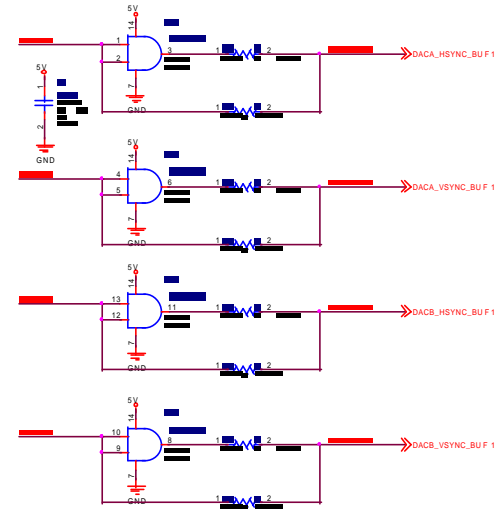 5V
14
1
3
1
2
DACA_HSYNC_BUF1
2
5V
7
1
1
2
GND
2
GND
5V
14
4
6
1
2
DACA_VSYNC_BUF1
5
7
1
2
GND
5V
14
13
11
1
2
DACB_HSYNC_BUF1
12
7
1
2
GND
5V
14
10
8
1
2
DACB_VSYNC_BUF1
9
7
GND
1
2